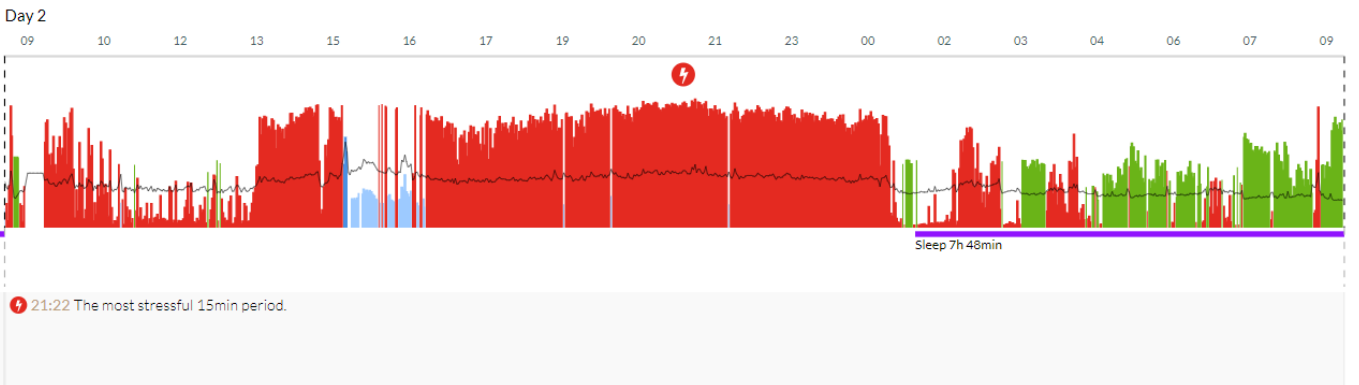 Day 2
09 10 12 13 15 16 17 19 20 21 23 00 02 03 04 06 07 09
Sleep 7h 48min
21:22 The most stressful 15min period.